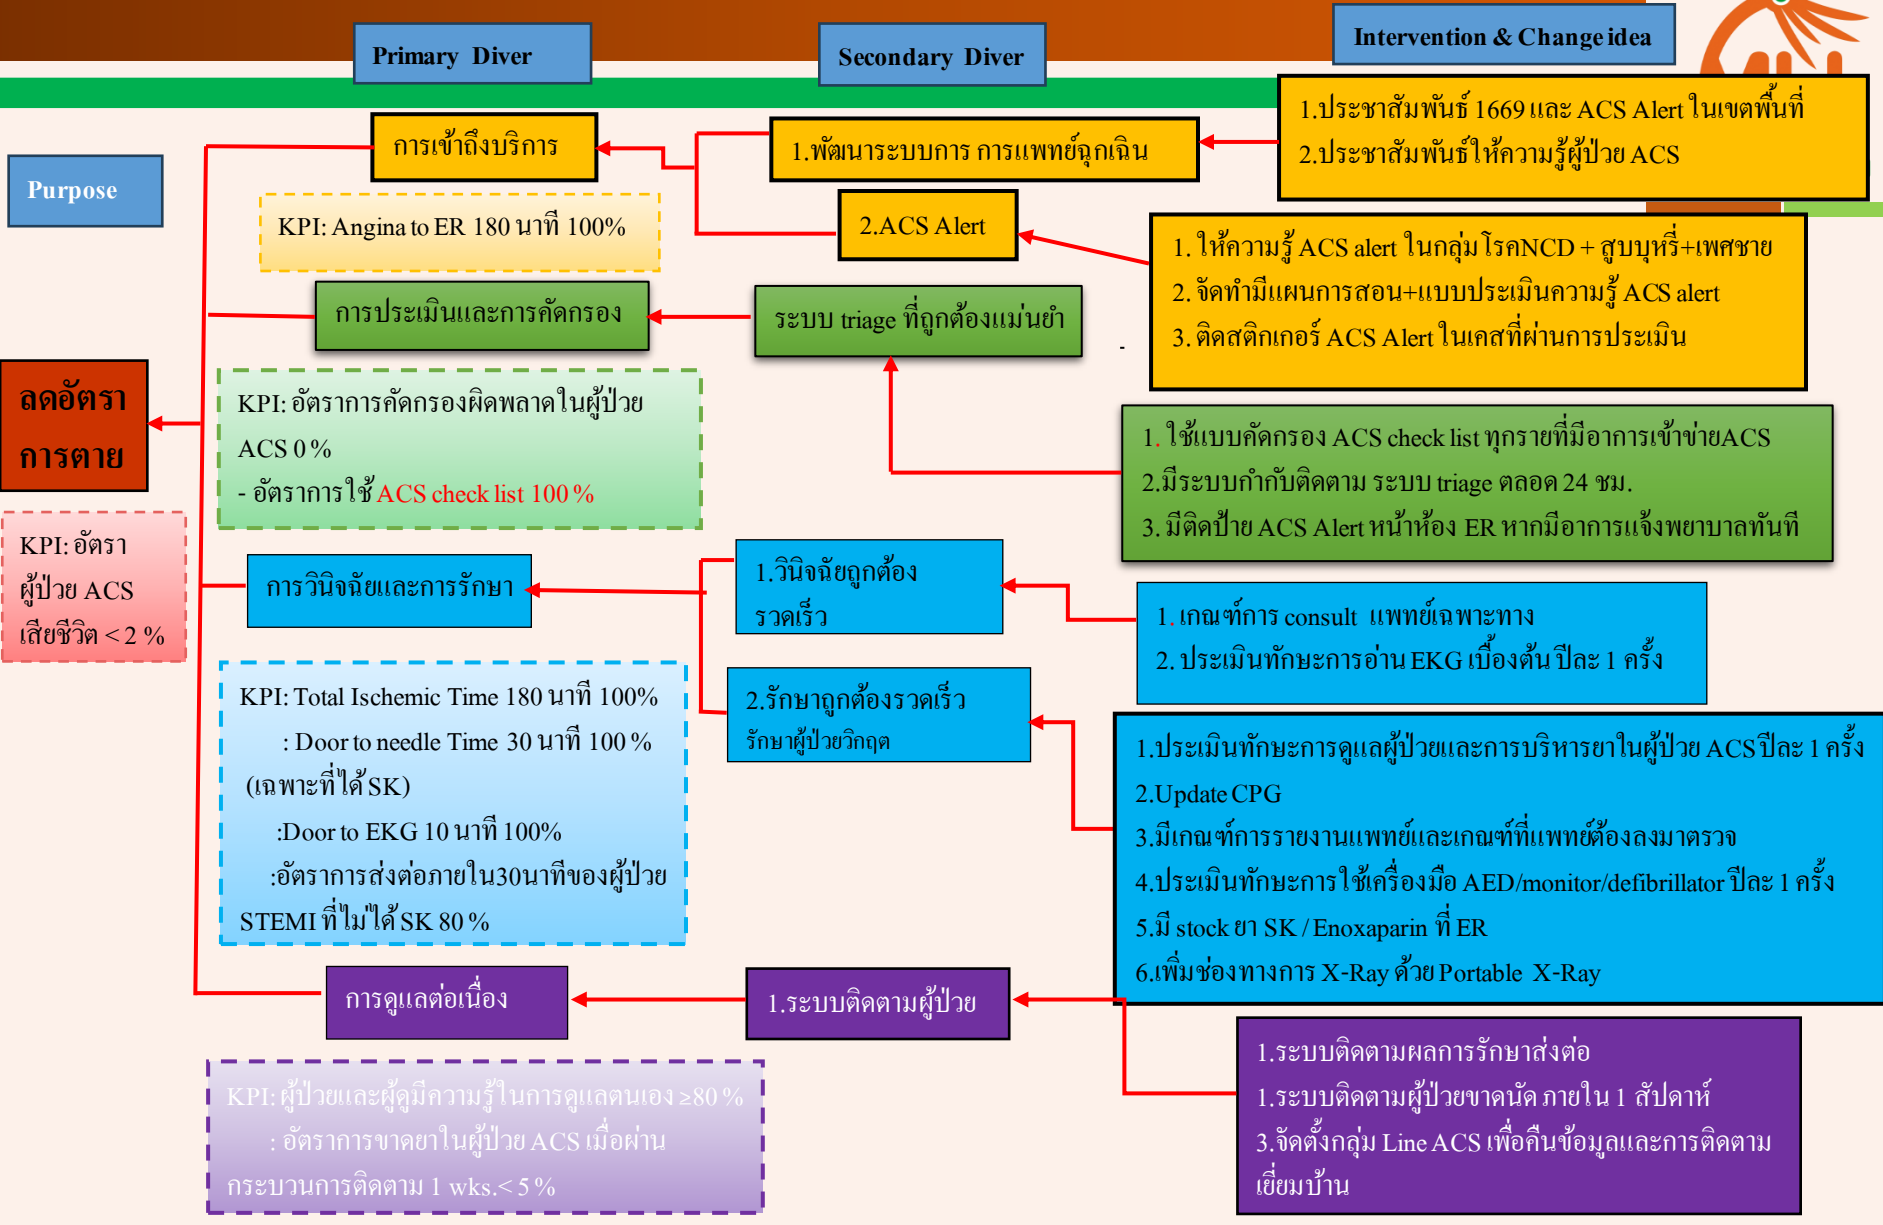 Primary Diver
Secondary Diver
Intervention & Change idea
Purpose
การเข้าถึงบริการ
1.พัฒนาระบบการ การแพทย์ฉุกเฉิน
1.ประชาสัมพันธ์ 1669 และ ACS Alert ในเขตพื้นที่
2.ประชาสัมพันธ์ให้ความรู้ผู้ป่วย ACS
KPI: Angina to ER 180 นาที 100%
2.ACS Alert
1. ให้ความรู้ ACS alert ในกลุ่มโรคNCD + สูบบุหรี่+เพศชาย
2. จัดทำมีแผนการสอน+แบบประเมินความรู้ ACS alert
3. ติดสติกเกอร์ ACS Alert ในเคสที่ผ่านการประเมิน
การประเมินและการคัดกรอง
ระบบ triage ที่ถูกต้องแม่นยำ
-
ลดอัตรา
การตาย
KPI: อัตราการคัดกรองผิดพลาดในผู้ป่วย
ACS 0 %
- อัตราการใช้ ACS check list 100 %
1. ใช้แบบคัดกรอง ACS check list ทุกรายที่มีอาการเข้าข่ายACS
2.มีระบบกำกับติดตาม ระบบ triage ตลอด 24 ชม.
3. มีติดป้าย ACS Alert หน้าห้อง ER หากมีอาการแจ้งพยาบาลทันที
KPI: อัตรา
ผู้ป่วย ACS
เสียชีวิต < 2 %
การวินิจฉัยและการรักษา
1.วินิจฉัยถูกต้อง
รวดเร็ว
1. เกณฑ์การ consult แพทย์เฉพาะทาง
2. ประเมินทักษะการอ่าน EKG เบื้องต้น ปีละ 1 ครั้ง
KPI: Total Ischemic Time 180 นาที 100%
: Door to needle Time 30 นาที 100 %
(เฉพาะที่ได้ SK)
:Door to EKG 10 นาที 100%
:อัตราการส่งต่อภายใน30นาทีของผู้ป่วย
STEMI ที่ไม่ได้ SK 80 %
2.รักษาถูกต้องรวดเร็ว
รักษาผู้ป่วยวิกฤต
1.ประเมินทักษะการดูแลผู้ป่วยและการบริหารยาในผู้ป่วย ACS ปีละ 1 ครั้ง
2.Update CPG
3.มีเกณฑ์การรายงานแพทย์และเกณฑ์ที่แพทย์ต้องลงมาตรวจ
4.ประเมินทักษะการใช้เครื่องมือ AED/monitor/defibrillator ปีละ 1 ครั้ง
5.มี stock ยา SK / Enoxaparin ที่ ER
6.เพิ่มช่องทางการ X-Ray ด้วย Portable X-Ray
การดูแลต่อเนื่อง
1.ระบบติดตามผู้ป่วย
1.ระบบติดตามผลการรักษาส่งต่อ
1.ระบบติดตามผู้ป่วยขาดนัด ภายใน 1 สัปดาห์
3.จัดตั้งกลุ่ม Line ACS เพื่อคืนข้อมูลและการติดตาม
เยี่ยมบ้าน
KPI: ผู้ป่วยและผู้ดูมีความรู้ในการดูแลตนเอง ≥80 %
: อัตราการขาดยาในผู้ป่วย ACS เมื่อผ่าน
กระบวนการติดตาม 1 wks.< 5 %